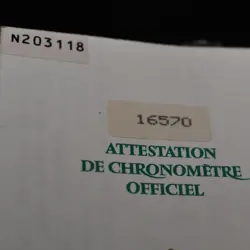 N203118
16570
ATTESTATION
DE CHRONOMÈTRE
OFFICIEL